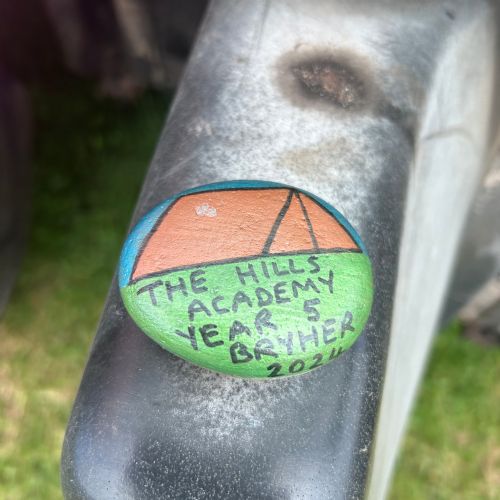 THE HILLS
ACADEMY
YEAR 5
BRYHER
2024